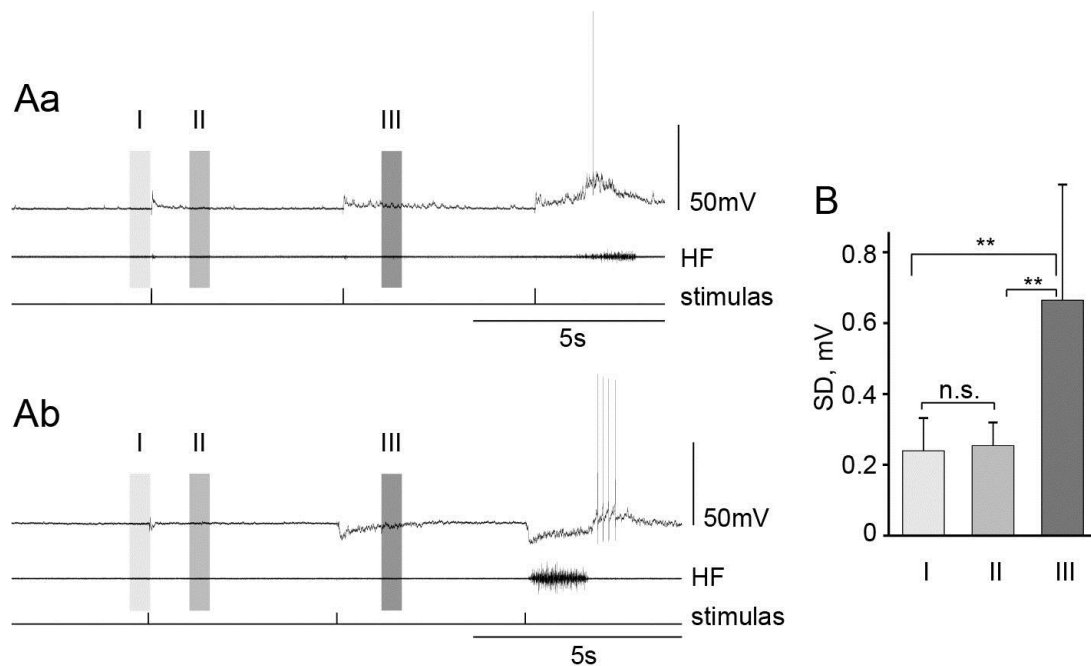 Aa
I II III
50mV
HF
stimulas
5s
Ab
I II III
50mV
HF
stimulas
5s
B
SD, mV
0.8
0.6
0.4
0.2
0
**
**
n.s.
I II III